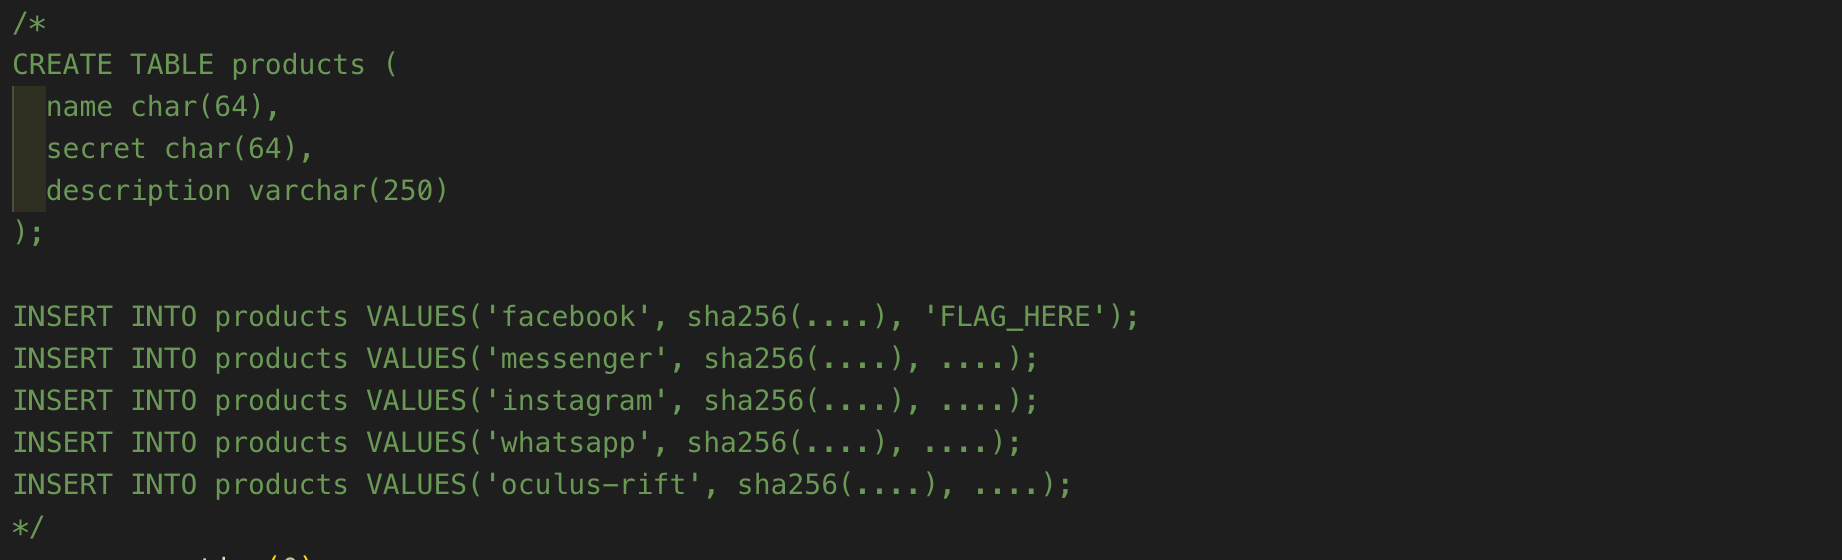 /*
CREATE TABLE products (
  name char(64),
  secret char(64),
  description varchar(250)
);

INSERT INTO products VALUES('facebook', sha256(....), 'FLAG_HERE');
INSERT INTO products VALUES('messenger', sha256(....), ....);
INSERT INTO products VALUES('instagram', sha256(....), ....);
INSERT INTO products VALUES('whatsapp', sha256(....), ....);
INSERT INTO products VALUES('oculus-rift', sha256(....), ....);
*/